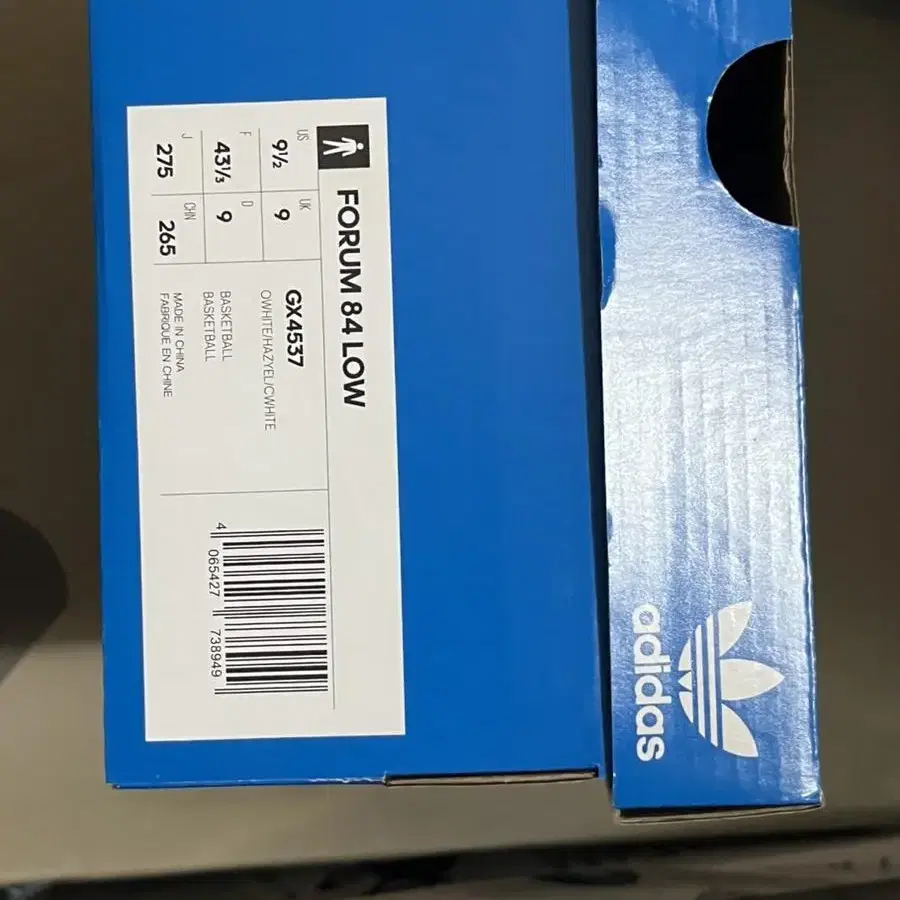 FORUM 84 LOW
US
9½
UK
9
F
43⅓
D
9
J
275
CHN
265
GX4537
OWHITE/HAZYEL/CWHITE
BASKETBALL
BASKETBALL
MADE IN CHINA
FABRIQUE EN CHINE
4 065427 738949
adidas